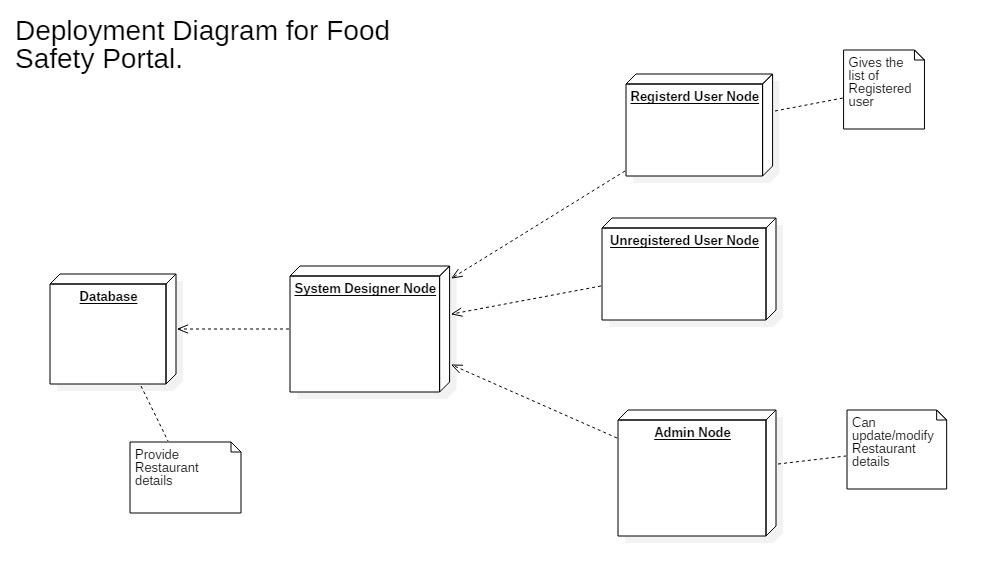 Deployment Diagram for Food
Safety Portal.
Gives the
list of
Registered
user
Registerd User Node
Unregistered User Node
System Designer Node
Database
Admin Node
Can
update/modify
Restaurant
details
Provide
Restaurant
details